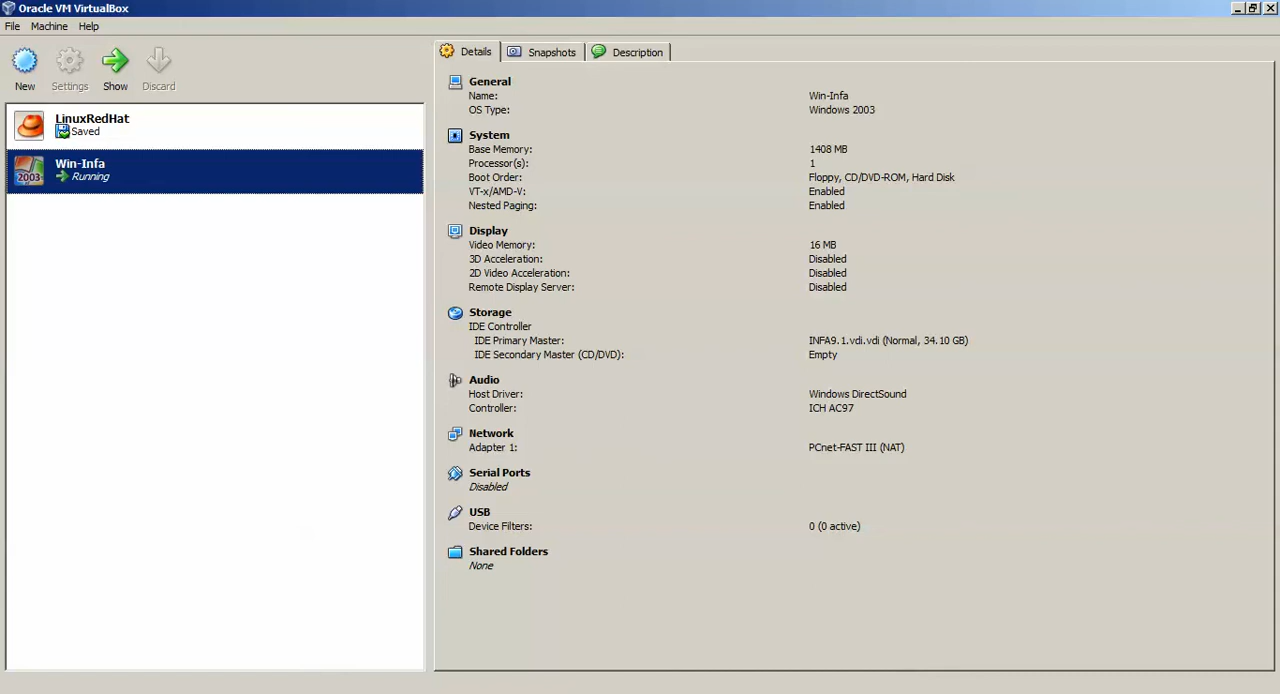 Oracle VM VirtualBox
File Machine Help
New Settings Show Discard
LinuxRedHat
Saved
2003
Win-Infa
Running
Details Snapshots Description
General
Name: Win-Infa
OS Type: Windows 2003
System
Base Memory: 1408 MB
Processor(s): 1
Boot Order: Floppy, CD/DVD-ROM, Hard Disk
VT-x/AMD-V: Enabled
Nested Paging: Enabled
Display
Video Memory: 16 MB
3D Acceleration: Disabled
2D Video Acceleration: Disabled
Remote Display Server: Disabled
Storage
IDE Controller
IDE Primary Master: INFA9.1.vdi.vdi (Normal, 34.10 GB)
IDE Secondary Master (CD/DVD): Empty
Audio
Host Driver: Windows DirectSound
Controller: ICH AC97
Network
Adapter 1: PCnet-FAST III (NAT)
Serial Ports
Disabled
USB
Device Filters: 0 (0 active)
Shared Folders
None